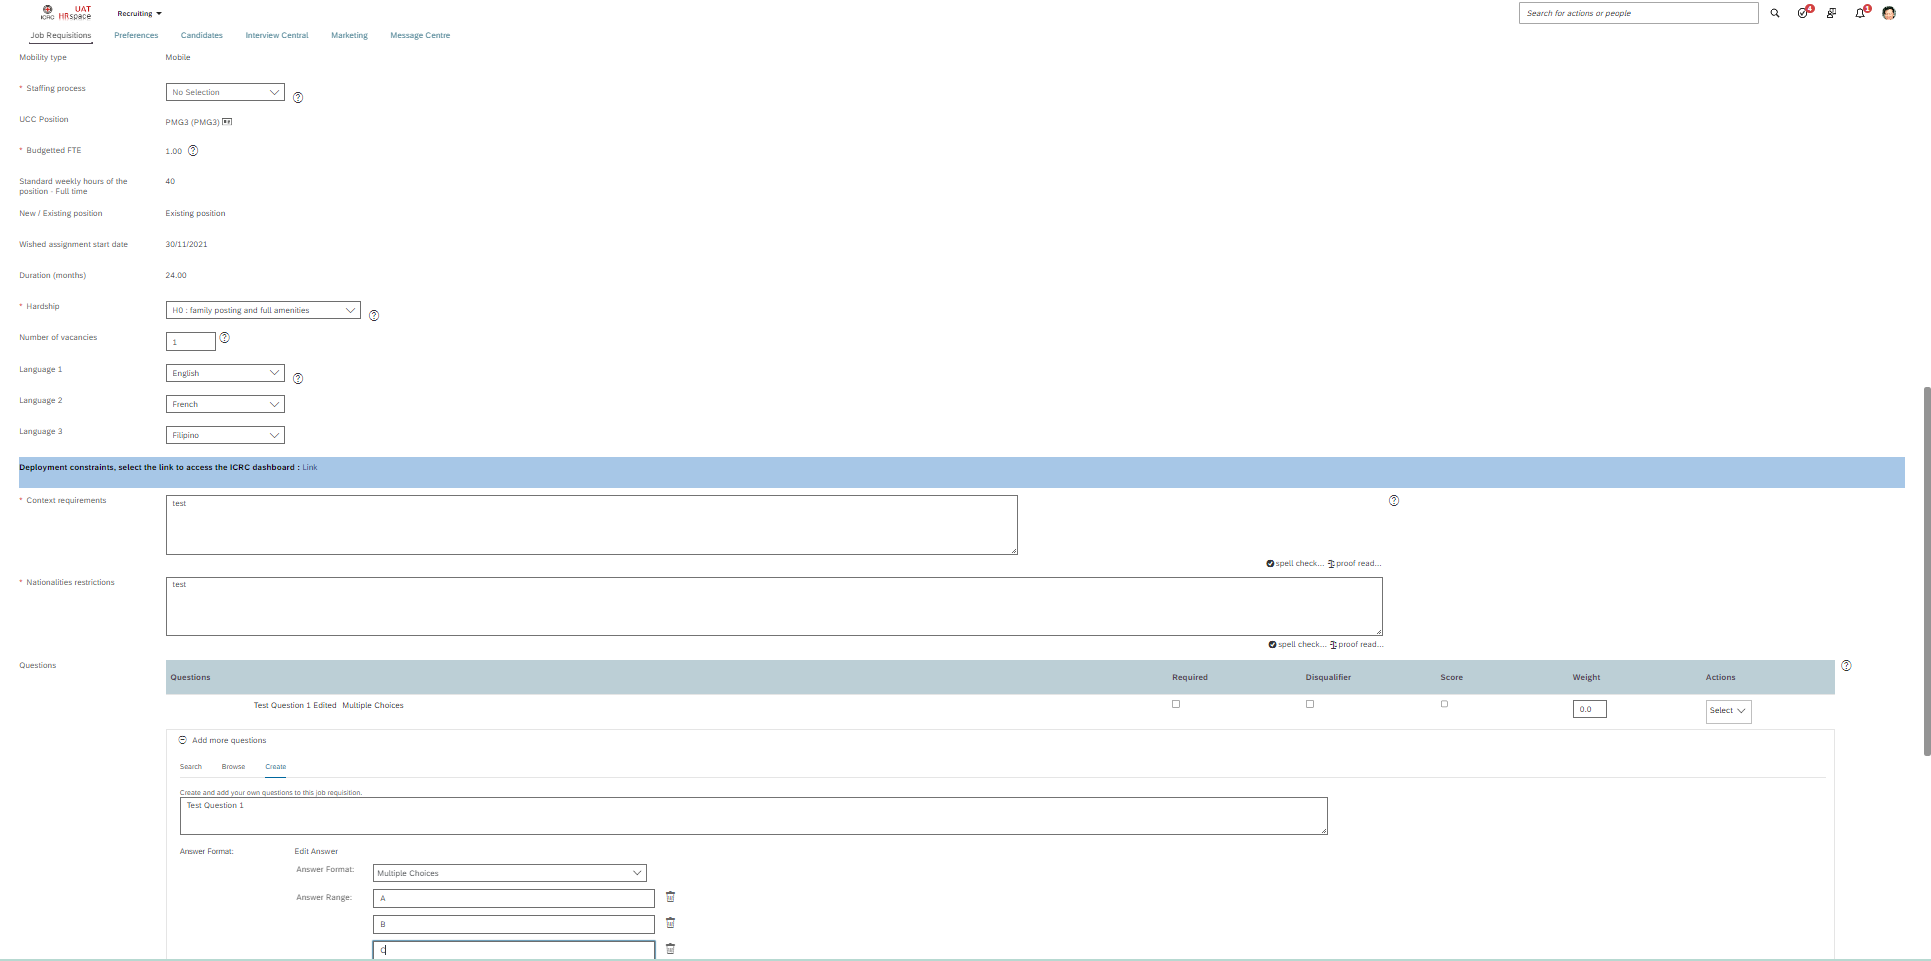 ICRC UAT HRspace Recruiting Search for actions or people 4 1
Job Requisitions Preferences Candidates Interview Central Marketing Message Centre
Mobility type Mobile
* Staffing process No Selection
UCC Position PMG3 (PMG3)
* Budgetted FTE 1.00
Standard weekly hours of the 40
position - Full time
New / Existing position Existing position
Wished assignment start date 30/11/2021
Duration (months) 24.00
* Hardship H0 : family posting and full amenities
Number of vacancies 1
Language 1 English
Language 2 French
Language 3 Filipino
Deployment constraints, select the link to access the ICRC dashboard : Link
* Context requirements test
spell check... proof read...
* Nationalities restrictions test
spell check... proof read...
Questions
Questions Required Disqualifier Score Weight Actions
Test Question 1 Edited Multiple Choices 0.0 Select
Add more questions
Search Browse Create
Create and add your own questions to this job requisition.
Test Question 1
Answer Format: Edit Answer
Answer Format: Multiple Choices
Answer Range: A
B
C